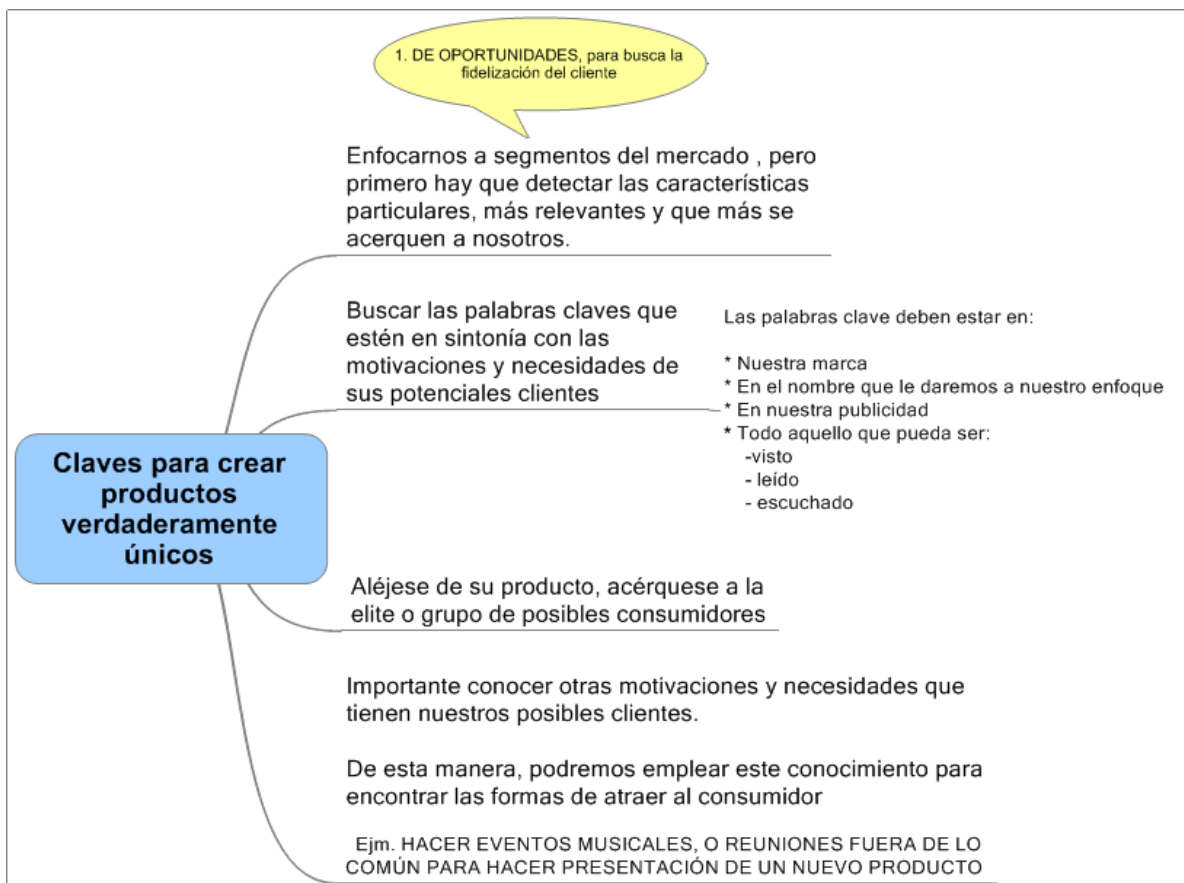 1. DE OPORTUNIDADES, para busca la
fidelización del cliente
Enfocarnos a segmentos del mercado , pero
primero hay que detectar las características
particulares, más relevantes y que más se
acerquen a nosotros.
Buscar las palabras claves que
estén en sintonía con las
motivaciones y necesidades de
sus potenciales clientes
Las palabras clave deben estar en:
* Nuestra marca
* En el nombre que le daremos a nuestro enfoque
* En nuestra publicidad
* Todo aquello que pueda ser:
-visto
- leído
- escuchado
Claves para crear
productos
verdaderamente
únicos
Aléjese de su producto, acérquese a la
elite o grupo de posibles consumidores
Importante conocer otras motivaciones y necesidades que
tienen nuestros posibles clientes.
De esta manera, podremos emplear este conocimiento para
encontrar las formas de atraer al consumidor
Ejm. HACER EVENTOS MUSICALES, O REUNIONES FUERA DE LO
COMÚN PARA HACER PRESENTACIÓN DE UN NUEVO PRODUCTO